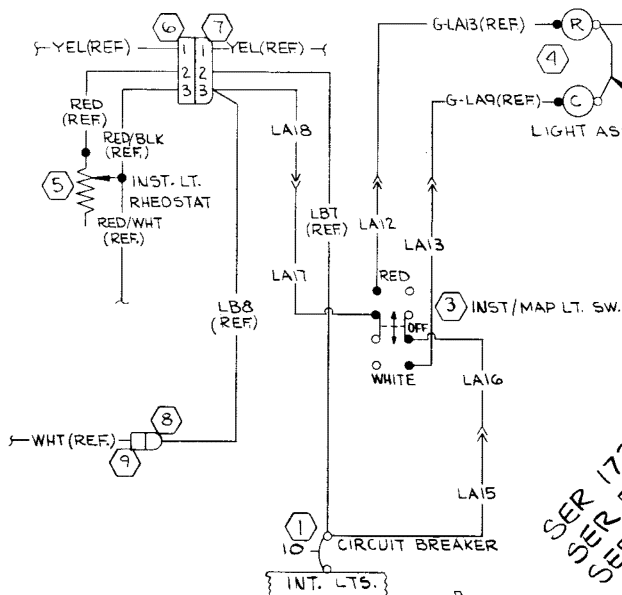 6 7
G-LA13(REF.) R
YEL(REF) 1 1 YEL(REF)
2 2
3 3
4
RED
(REF.)
RED/BLK
(REF.)
LA18
G-LA9(REF.) C
LIGHT AS
5
INST. LT.
RHEOSTAT
RED/WHT
(REF.)
LB7
(REF.)
LA12
LA13
LA17
RED
LB8
(REF.)
3 INST/MAP LT. SW.
OFF
WHITE
LA16
8
WHT(REF.)
9
LA15
SER 17
SER
SE
1
10 CIRCUIT BREAKER
INT. LTS.